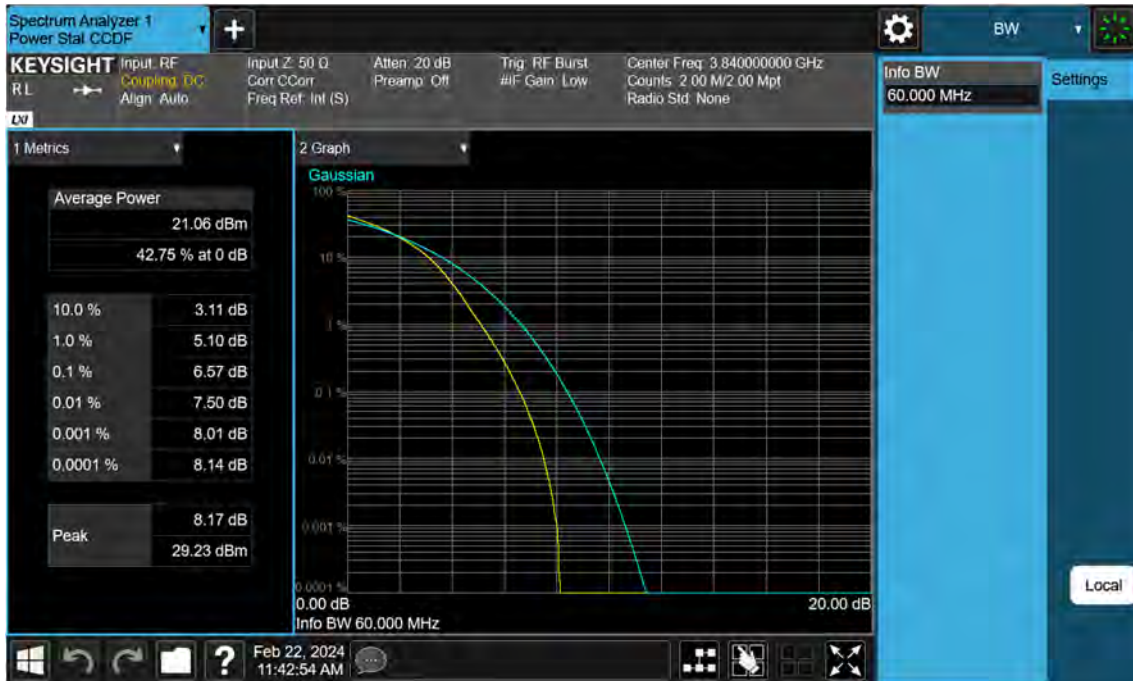 Spectrum Analyzer 1
Power Stat CCDF
+
BW
KEYSIGHT
RL
LXI
Input: RF
Coupling: DC
Align: Auto
Input Z: 50 Ω
Corr CCorr
Freq Ref: Int (S)
Atten: 20 dB
Preamp: Off
Trig: RF Burst
#IF Gain: Low
Center Freq: 3.840000000 GHz
Counts: 2.00 M/2.00 Mpt
Radio Std: None
Info BW
60.000 MHz
Settings
1 Metrics
Average Power
21.06 dBm
42.75 % at 0 dB
10.0 % 3.11 dB
1.0 % 5.10 dB
0.1 % 6.57 dB
0.01 % 7.50 dB
0.001 % 8.01 dB
0.0001 % 8.14 dB
Peak
8.17 dB
29.23 dBm
2 Graph
Gaussian
100 %
10 %
1 %
0.1 %
0.01 %
0.001 %
0.0001 %
0.00 dB
20.00 dB
Info BW 60.000 MHz
Local
?
Feb 22, 2024
11:42:54 AM